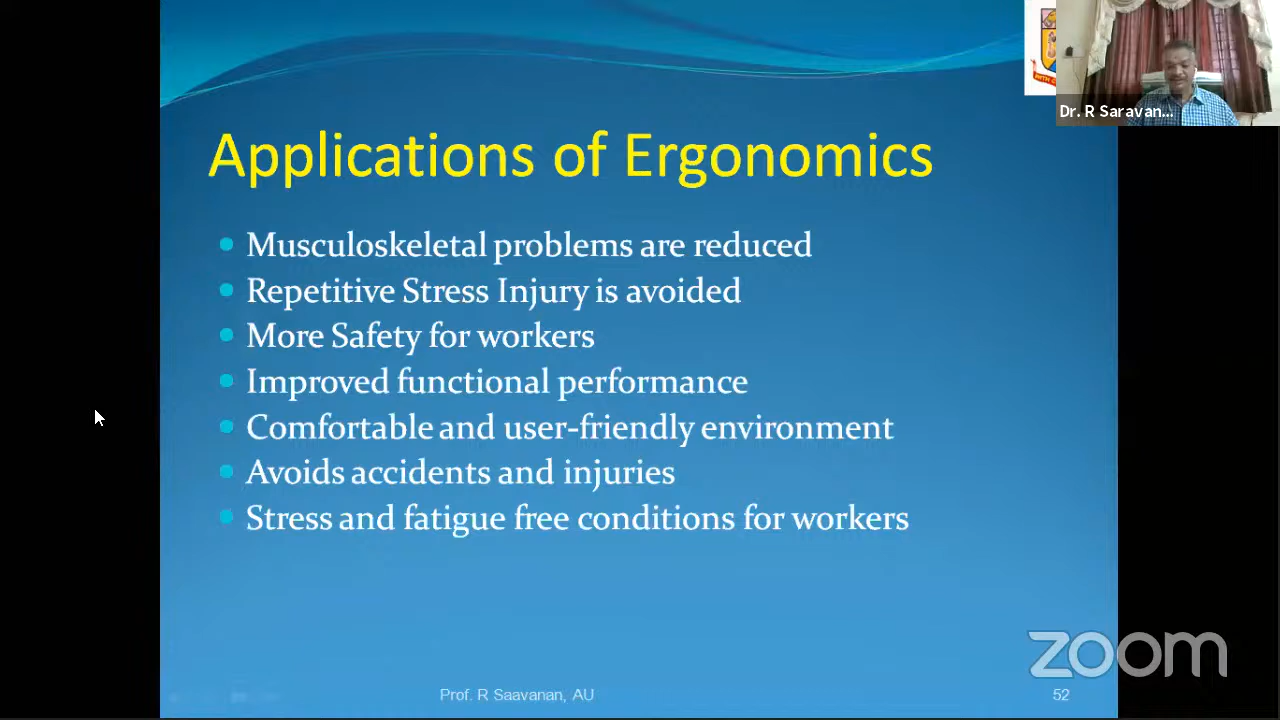 Dr. R Saravan...
Applications of Ergonomics
Musculoskeletal problems are reduced
Repetitive Stress Injury is avoided
More Safety for workers
Improved functional performance
Comfortable and user-friendly environment
Avoids accidents and injuries
Stress and fatigue free conditions for workers
zoom
Prof. R Saavanan, AU
52